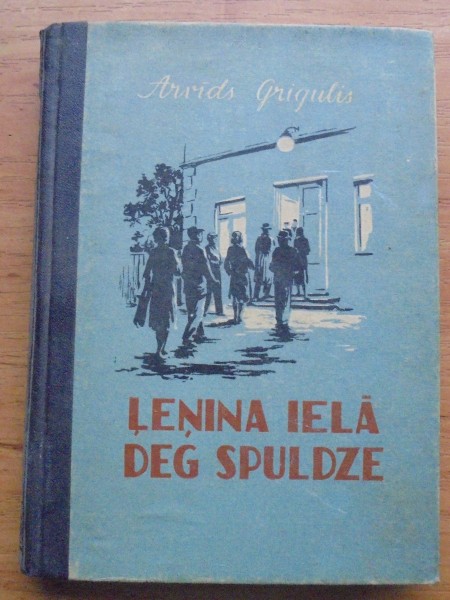 Arvīds Grigulis
ĻEŅINA IELĀ
DEG SPULDZE